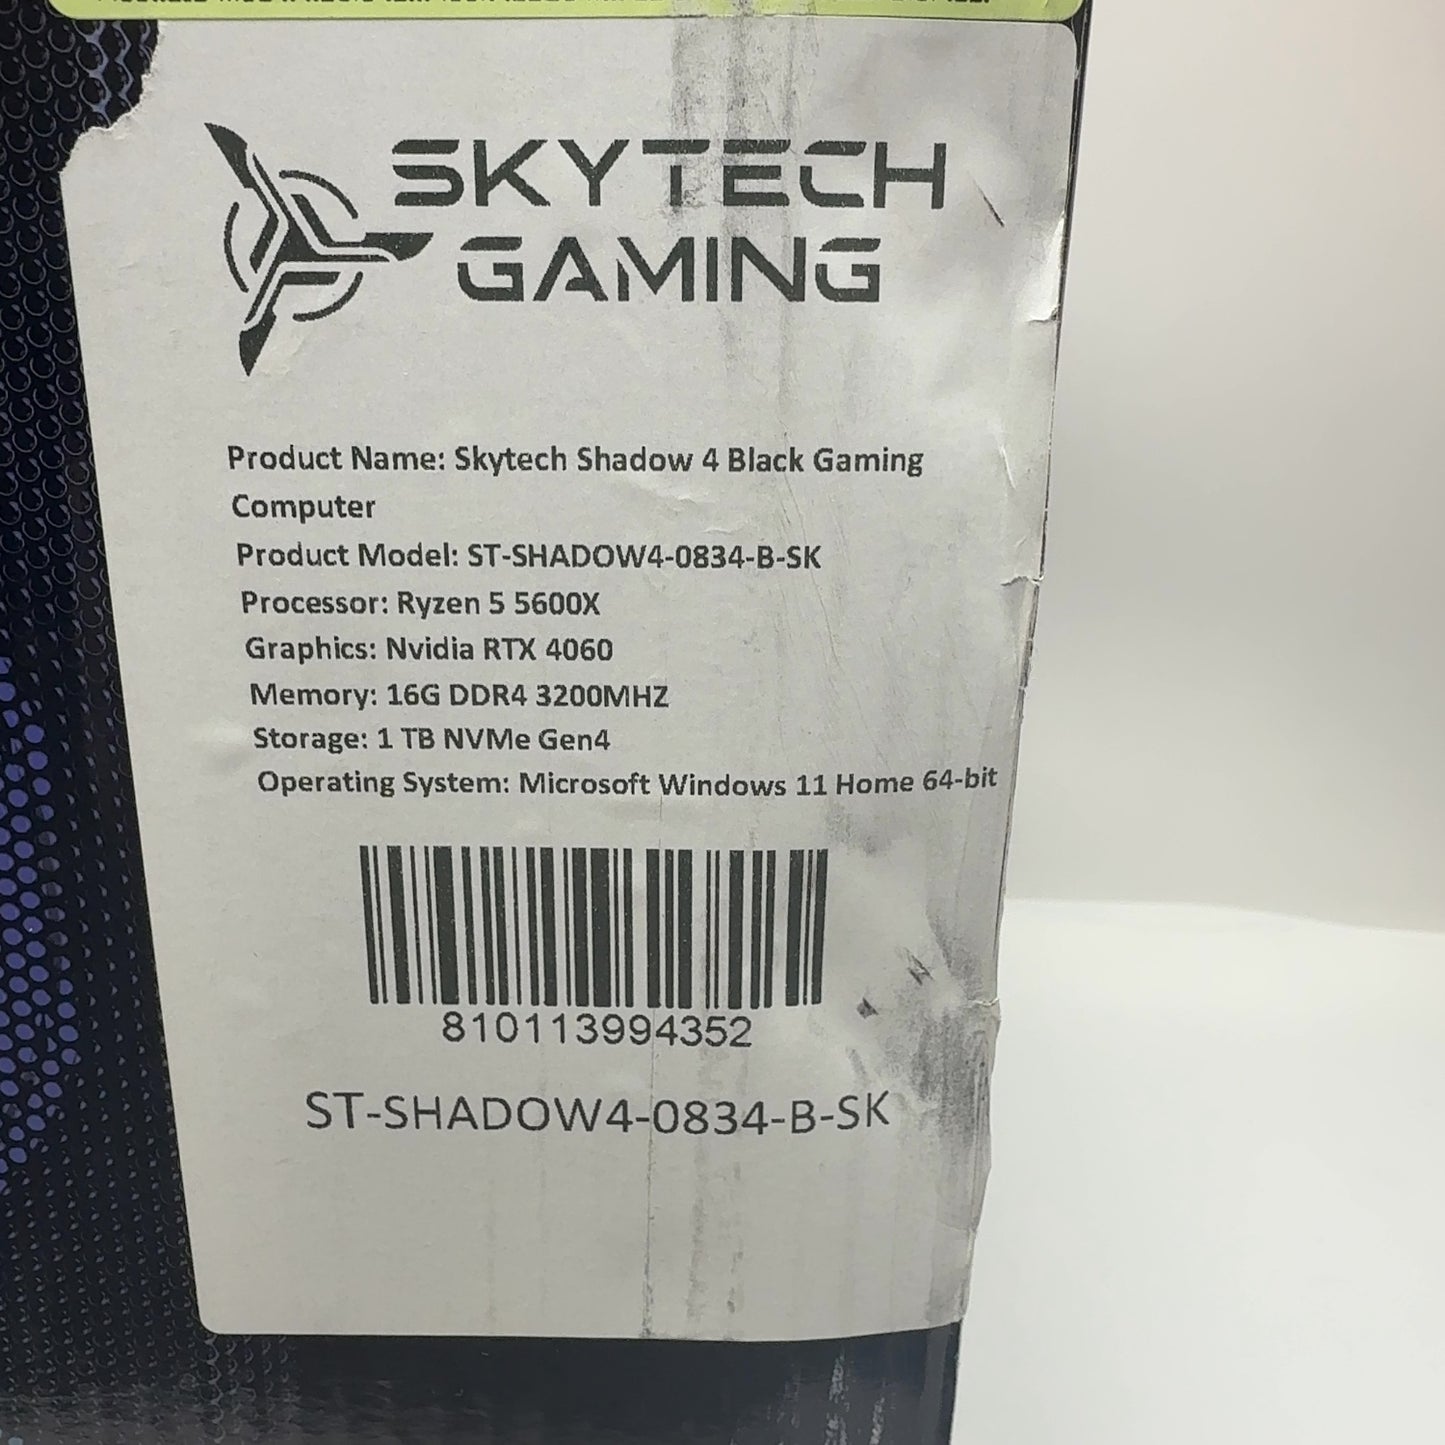 SKYTECH
GAMING
Product Name: Skytech Shadow 4 Black Gaming
Computer
Product Model: ST-SHADOW4-0834-B-SK
Processor: Ryzen 5 5600X
Graphics: Nvidia RTX 4060
Memory: 16G DDR4 3200MHZ
Storage: 1 TB NVMe Gen4
Operating System: Microsoft Windows 11 Home 64-bit
810113994352
ST-SHADOW4-0834-B-SK